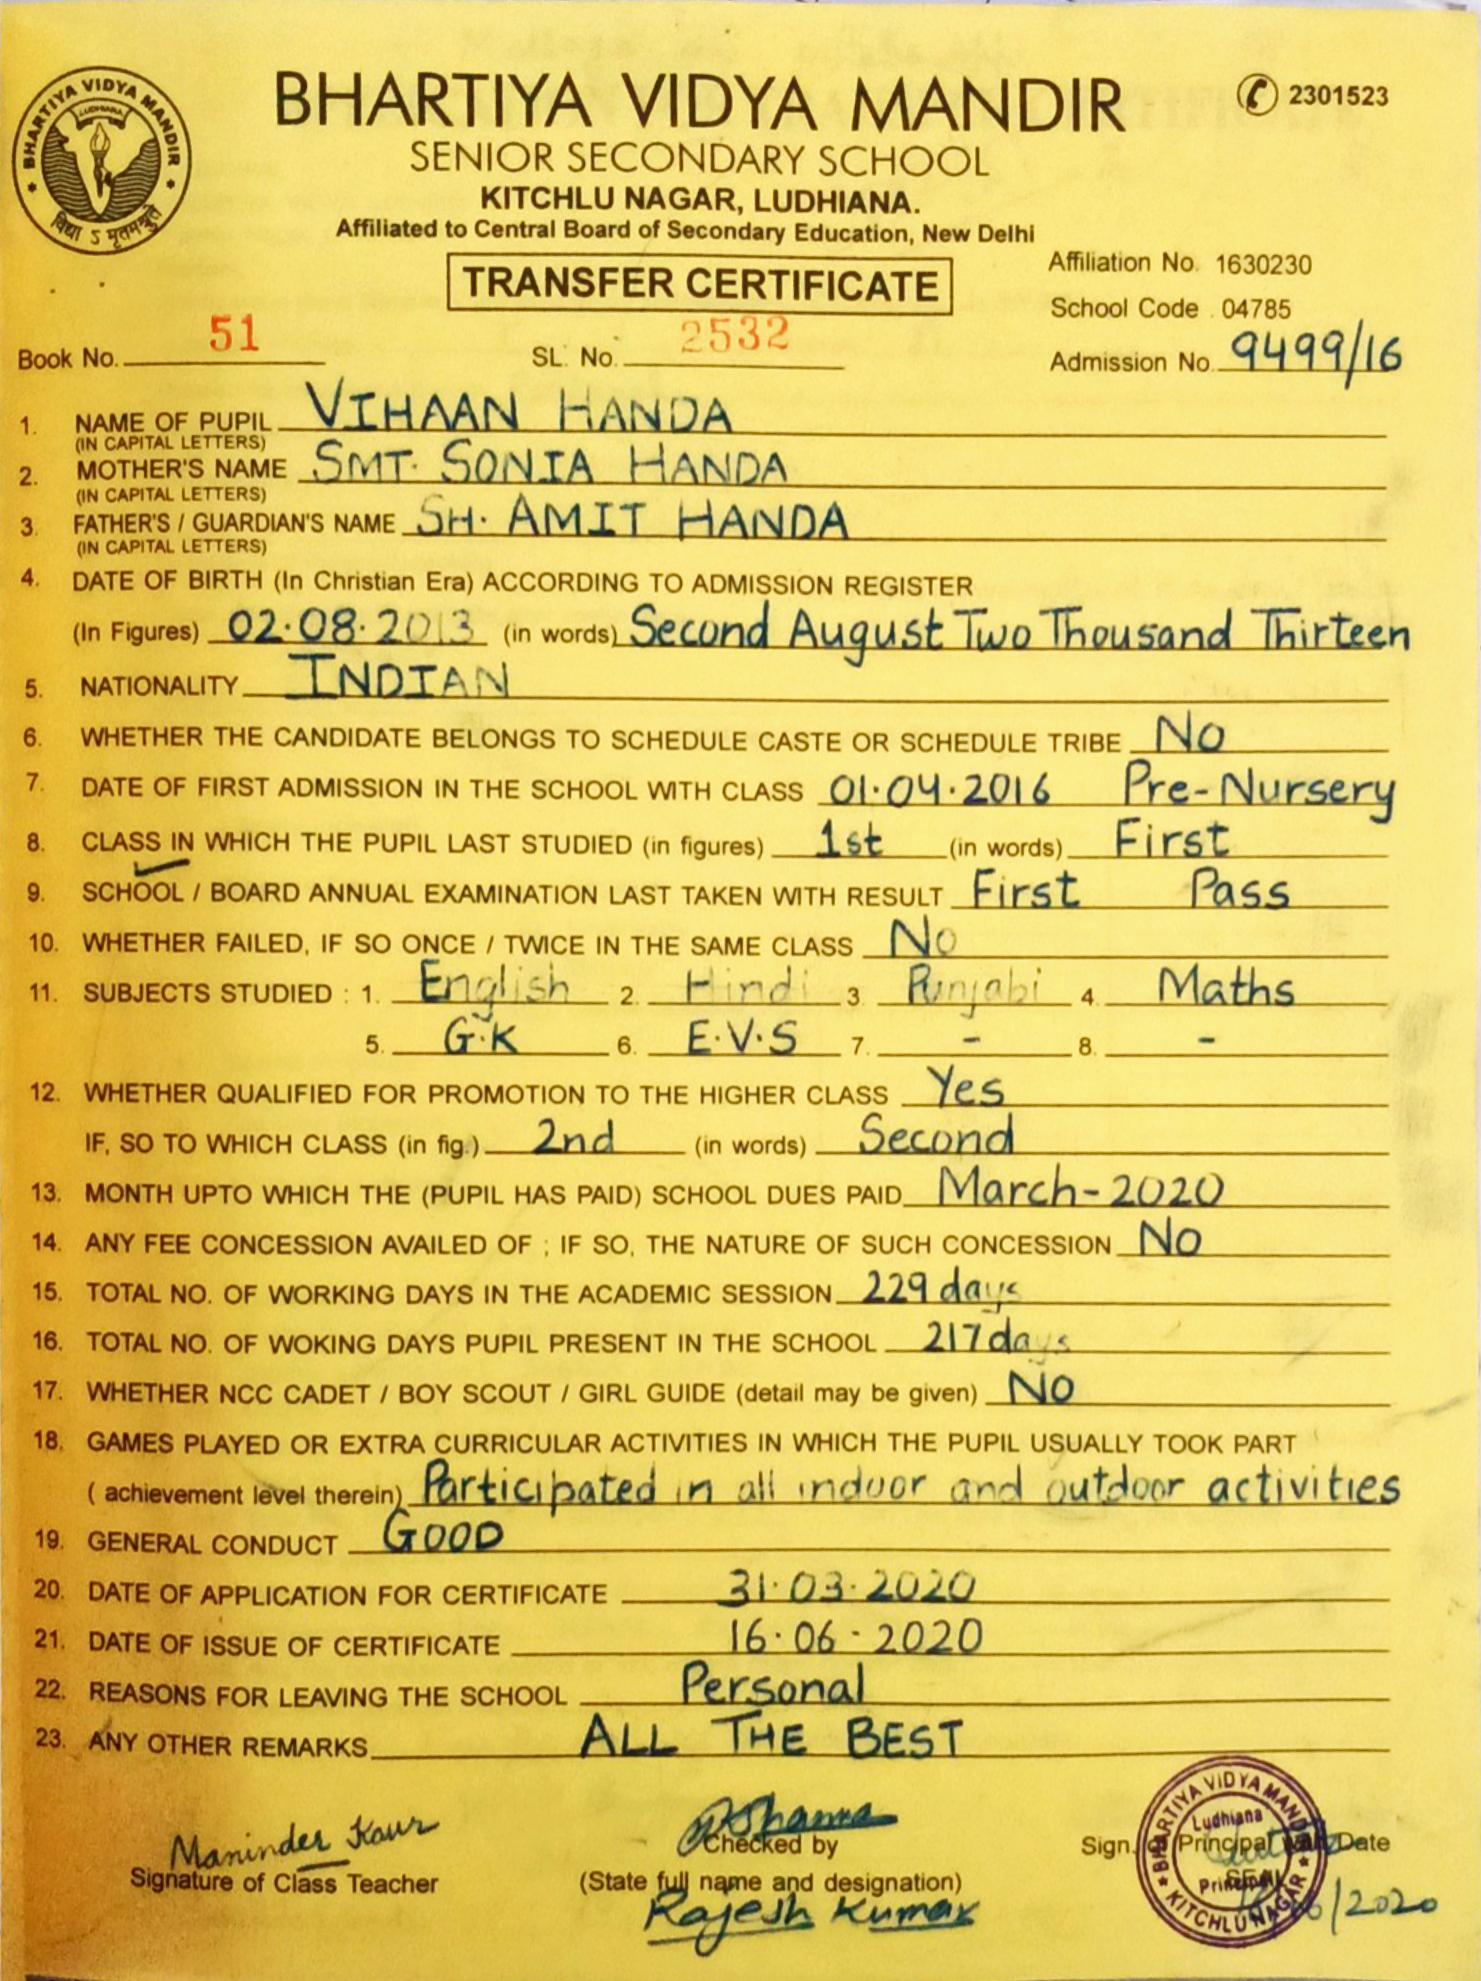 BHARTIYA VIDYA MANDIR
LUDHIANA
विद्या ऽ मृतमश्नुते
BHARTIYA VIDYA MANDIR 2301523
SENIOR SECONDARY SCHOOL
KITCHLU NAGAR, LUDHIANA.
Affiliated to Central Board of Secondary Education, New Delhi
TRANSFER CERTIFICATE
Affiliation No. 1630230
School Code . 04785
Book No. 51 SL. No. 2532 Admission No. 9499/16
1. NAME OF PUPIL VIHAAN HANDA
(IN CAPITAL LETTERS)
2. MOTHER'S NAME SMT. SONIA HANDA
(IN CAPITAL LETTERS)
3. FATHER'S / GUARDIAN'S NAME SH. AMIT HANDA
(IN CAPITAL LETTERS)
4. DATE OF BIRTH (In Christian Era) ACCORDING TO ADMISSION REGISTER
(In Figures) 02.08.2013 (in words) Second August Two Thousand Thirteen
5. NATIONALITY INDIAN
6. WHETHER THE CANDIDATE BELONGS TO SCHEDULE CASTE OR SCHEDULE TRIBE No
7. DATE OF FIRST ADMISSION IN THE SCHOOL WITH CLASS 01.04.2016 Pre-Nursery
8. CLASS IN WHICH THE PUPIL LAST STUDIED (in figures) 1st (in words) First
9. SCHOOL / BOARD ANNUAL EXAMINATION LAST TAKEN WITH RESULT First Pass
10. WHETHER FAILED, IF SO ONCE / TWICE IN THE SAME CLASS No
11. SUBJECTS STUDIED : 1. English 2. Hindi 3. Punjabi 4. Maths
5. G.K 6. E.V.S 7. - 8. -
12. WHETHER QUALIFIED FOR PROMOTION TO THE HIGHER CLASS Yes
IF, SO TO WHICH CLASS (in fig.) 2nd (in words) Second
13. MONTH UPTO WHICH THE (PUPIL HAS PAID) SCHOOL DUES PAID March-2020
14. ANY FEE CONCESSION AVAILED OF ; IF SO, THE NATURE OF SUCH CONCESSION No
15. TOTAL NO. OF WORKING DAYS IN THE ACADEMIC SESSION 229 days
16. TOTAL NO. OF WOKING DAYS PUPIL PRESENT IN THE SCHOOL 217 days
17. WHETHER NCC CADET / BOY SCOUT / GIRL GUIDE (detail may be given) No
18. GAMES PLAYED OR EXTRA CURRICULAR ACTIVITIES IN WHICH THE PUPIL USUALLY TOOK PART
( achievement level therein) Participated in all indoor and outdoor activities
19. GENERAL CONDUCT GOOD
20. DATE OF APPLICATION FOR CERTIFICATE 31.03.2020
21. DATE OF ISSUE OF CERTIFICATE 16.06.2020
22. REASONS FOR LEAVING THE SCHOOL Personal
23. ANY OTHER REMARKS ALL THE BEST
Maninder Kaur
Signature of Class Teacher
Sharma
Checked by
(State full name and designation)
Rajesh Kumar
Sign. Principal with Date
SEAL
/2020
BHARTIYA VIDYA MANDIR
Ludhiana
Principal
KITCHLU NAGAR